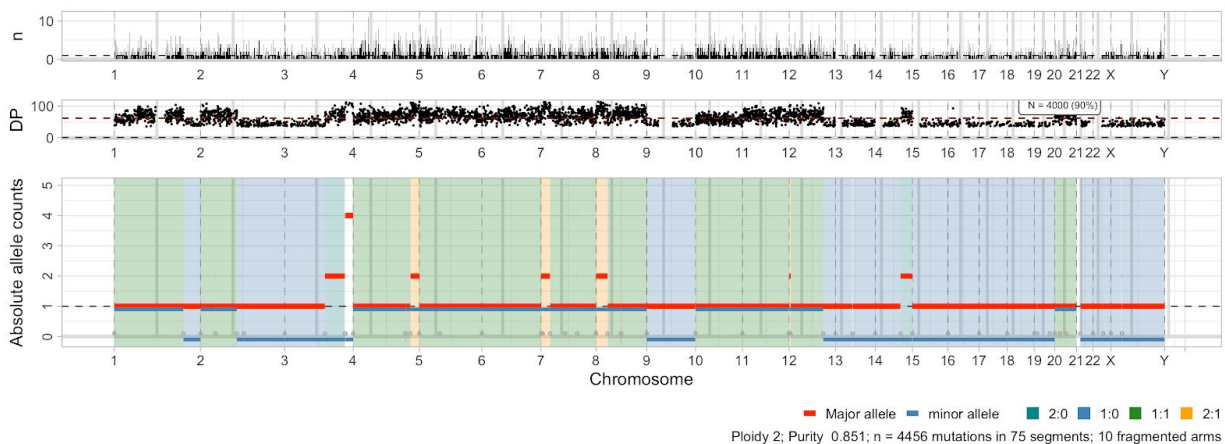 n
10
0
1 2 3 4 5 6 7 8 9 10 11 12 13 14 15 16 17 18 19 20 21 22 X Y
DP
100
0
N = 4000 (90%)
1 2 3 4 5 6 7 8 9 10 11 12 13 14 15 16 17 18 19 20 21 22 X Y
Absolute allele counts
5
4
3
2
1
0
1 2 3 4 5 6 7 8 9 10 11 12 13 14 15 16 17 18 19 20 21 22 X Y
Chromosome
Major allele minor allele 2:0 1:0 1:1 2:1
Ploidy 2; Purity 0.851; n = 4456 mutations in 75 segments; 10 fragmented arms